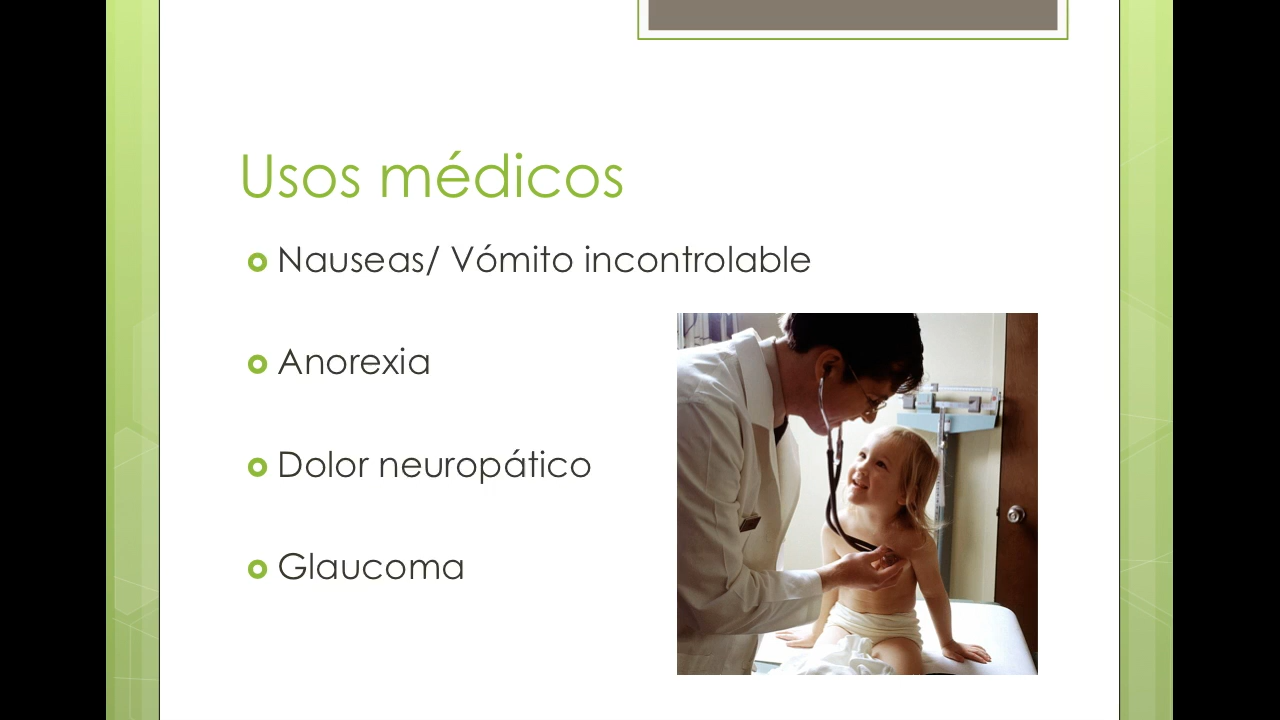 Usos médicos
Nauseas/ Vómito incontrolable
Anorexia
Dolor neuropático
Glaucoma